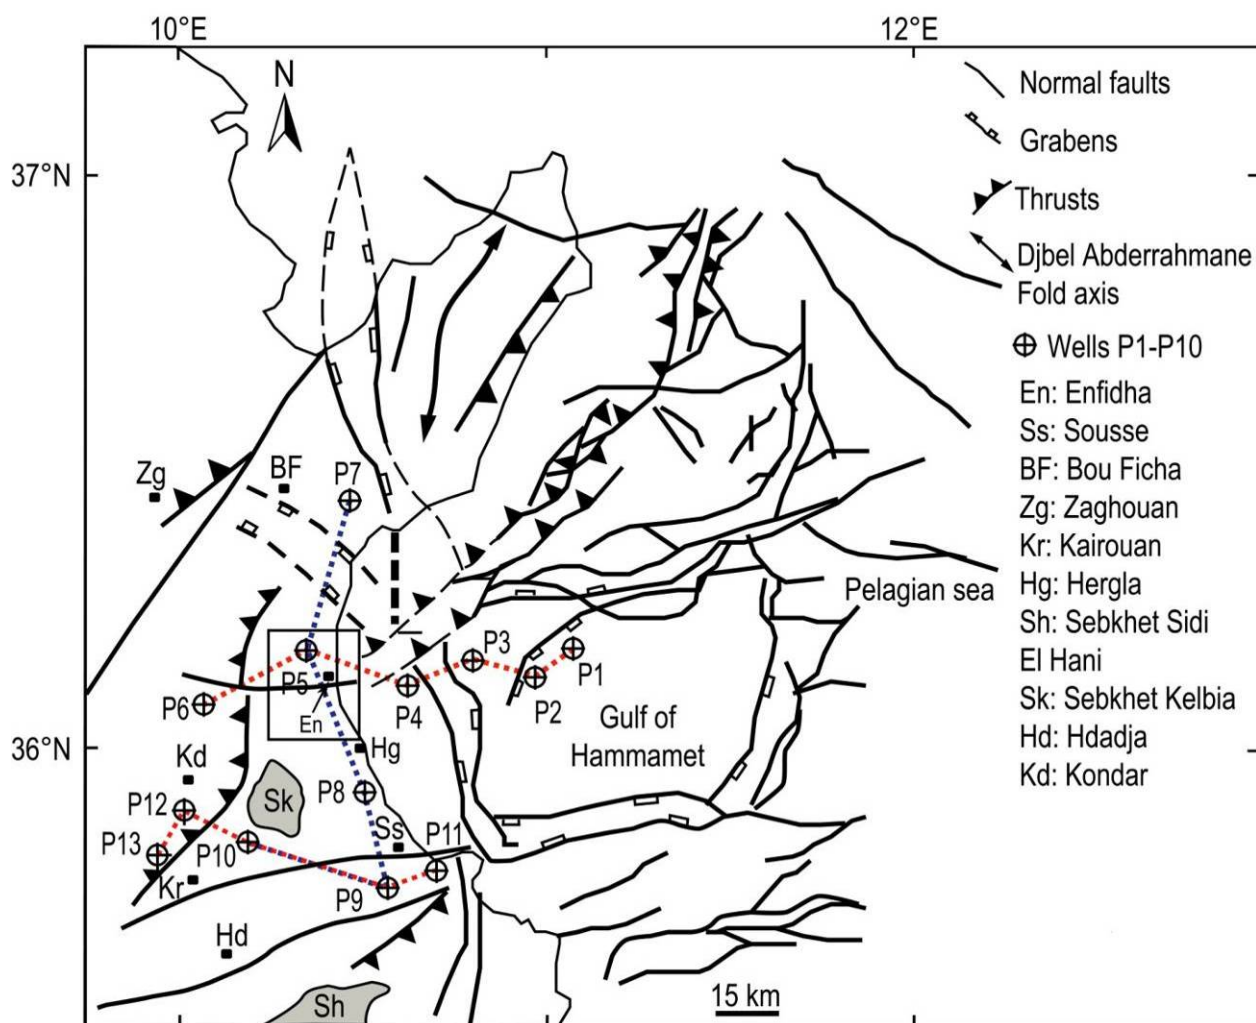 10°E
12°E
N
37°N
36°N
Normal faults
Grabens
Thrusts
Djbel Abderrahmane
Fold axis
Wells P1-P10
En: Enfidha
Ss: Sousse
BF: Bou Ficha
Zg: Zaghouan
Kr: Kairouan
Hg: Hergla
Sh: Sebkhet Sidi
El Hani
Sk: Sebkhet Kelbia
Hd: Hdadja
Kd: Kondar
Zg
BF
P7
Pelagian sea
P3
P1
P2
P5
P4
P6
En
Gulf of
Hammamet
Hg
Kd
P8
Sk
P12
Ss
P11
P13
P10
Kr
P9
Hd
Sh
15 km